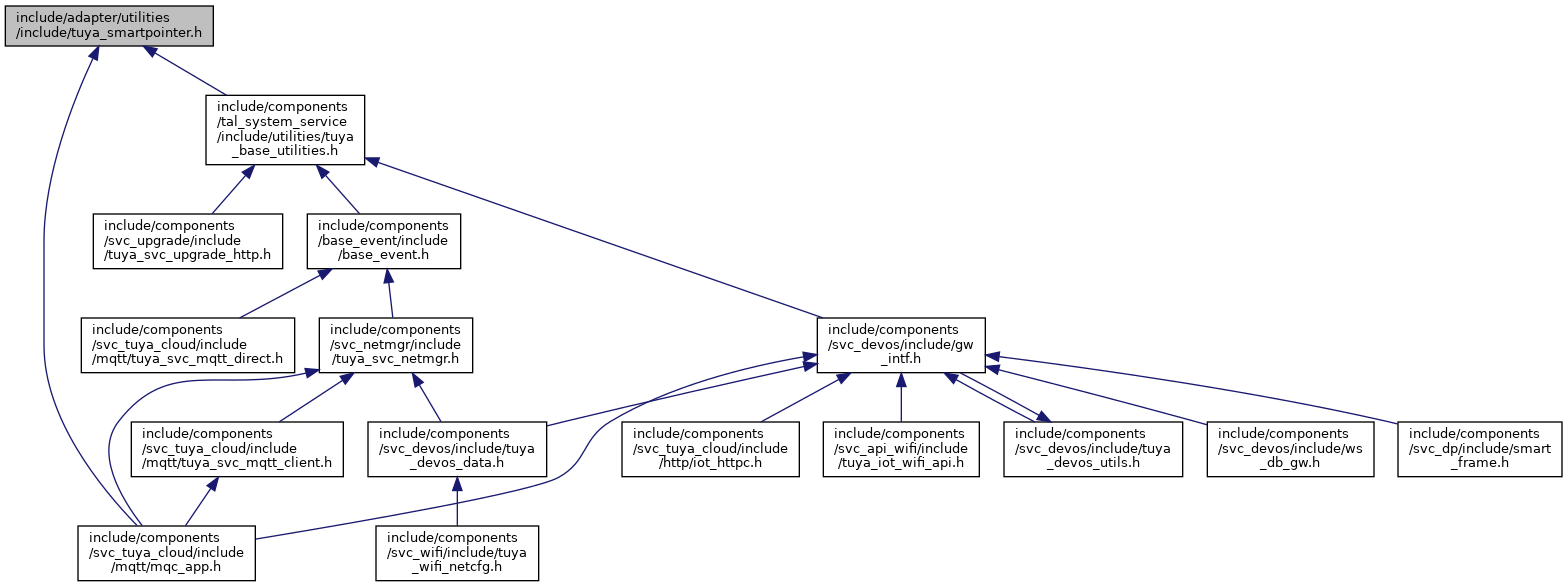 include/adapter/utilities
/include/tuya_smartpointer.h
include/components
/tal_system_service
/include/utilities/tuya
_base_utilities.h
include/components
/svc_upgrade/include
/tuya_svc_upgrade_http.h
include/components
/base_event/include
/base_event.h
include/components
/svc_tuya_cloud/include
/mqtt/tuya_svc_mqtt_direct.h
include/components
/svc_netmgr/include
/tuya_svc_netmgr.h
include/components
/svc_devos/include/gw
_intf.h
include/components
/svc_tuya_cloud/include
/mqtt/tuya_svc_mqtt_client.h
include/components
/svc_devos/include/tuya
_devos_data.h
include/components
/svc_tuya_cloud/include
/http/iot_httpc.h
include/components
/svc_api_wifi/include
/tuya_iot_wifi_api.h
include/components
/svc_devos/include/tuya
_devos_utils.h
include/components
/svc_devos/include/ws
_db_gw.h
include/components
/svc_dp/include/smart
_frame.h
include/components
/svc_tuya_cloud/include
/mqtt/mqc_app.h
include/components
/svc_wifi/include/tuya
_wifi_netcfg.h